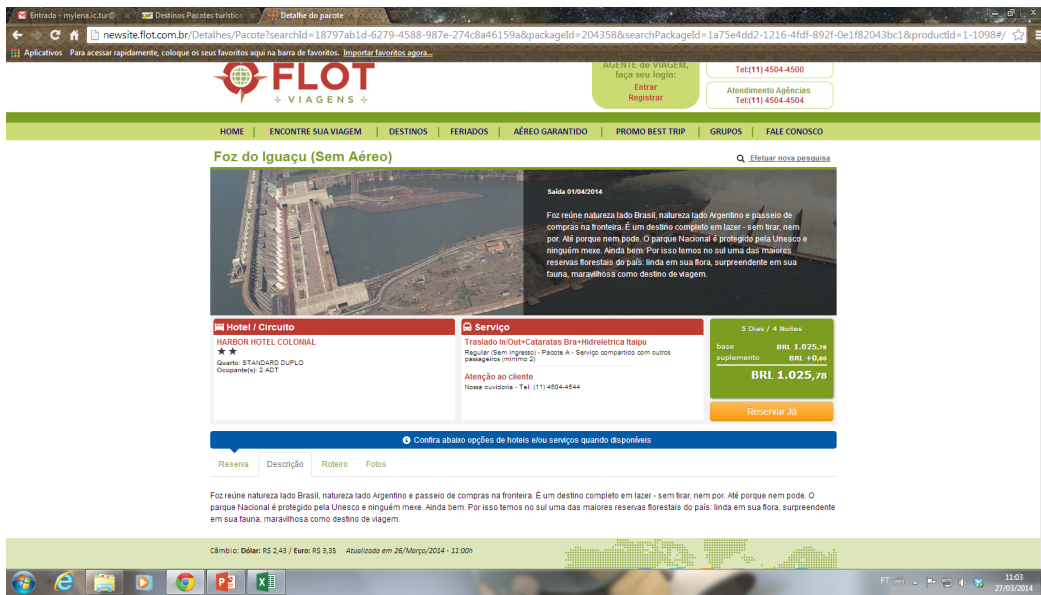 Entrada - mylena.ic.tur@
Destinos Pacotes turístico
Detalhe do pacote
newsite.flot.com.br/Detalhes/Pacote?searchId=18797ab1d-6279-4588-987e-274c8a46159a&packageId=204358&searchPackageId=1a75e4dd2-1216-4fdf-892f-0e1f82043bc1&productId=1-1098#/
Aplicativos Para acessar rapidamente, coloque os seus favoritos aqui na barra de favoritos. Importar favoritos agora...
FLOT
VIAGENS
AGENTE de VIAGEM,
faça seu login:
Entrar
Registrar
Tel:(11) 4504-4500
Atendimento Agências
Tel:(11) 4504-4504
HOME | ENCONTRE SUA VIAGEM | DESTINOS | FERIADOS | AÉREO GARANTIDO | PROMO BEST TRIP | GRUPOS | FALE CONOSCO
Foz do Iguaçu (Sem Aéreo)
Efetuar nova pesquisa
Saída 01/04/2014
Foz reúne natureza lado Brasil, natureza lado Argentino e passeio de
compras na fronteira. É um destino completo em lazer - sem tirar, nem
por. Até porque nem pode. O parque Nacional é protegido pela Unesco e
ninguém mexe. Ainda bem. Por isso temos no sul uma das maiores
reservas florestais do país: linda em sua flora, surpreendente em sua
fauna, maravilhosa como destino de viagem.
Hotel / Circuito
HARBOR HOTEL COLONIAL
Quarto: STANDARD DUPLO
Ocupante(s): 2 ADT
Serviço
Traslado In/Out+Cataratas Bra+Hidreletrica Itaipu
Regular (Sem ingresso) - Pacote A - Serviço compartido com outros
passageiros (mínimo 2)
Atenção ao cliente
Nossa ouvidoria - Tel. (11) 4504-4544
5 Dias / 4 Noites
base BRL 1.025,78
suplemento BRL +0,00
BRL 1.025,78
Reservar Já
Confira abaixo opções de hoteis e/ou serviços quando disponíveis
Reserva Descrição Roteiro Fotos
Foz reúne natureza lado Brasil, natureza lado Argentino e passeio de compras na fronteira. É um destino completo em lazer - sem tirar, nem por. Até porque nem pode. O
parque Nacional é protegido pela Unesco e ninguém mexe. Ainda bem. Por isso temos no sul uma das maiores reservas florestais do país: linda em sua flora, surpreendente
em sua fauna, maravilhosa como destino de viagem.
Câmbio: Dólar: R$ 2,43 / Euro: R$ 3,35 Atualizado em 26/Março/2014 - 11:00h
PT
11:03
27/03/2014